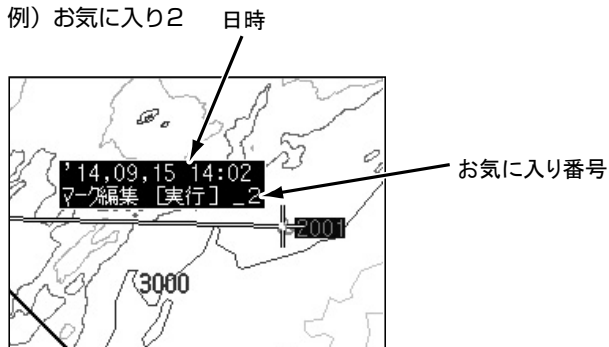 例）お気に入り2
日時
'14,09,15 14:02
マーク編集 [実行] _2
お気に入り番号
2001
3000